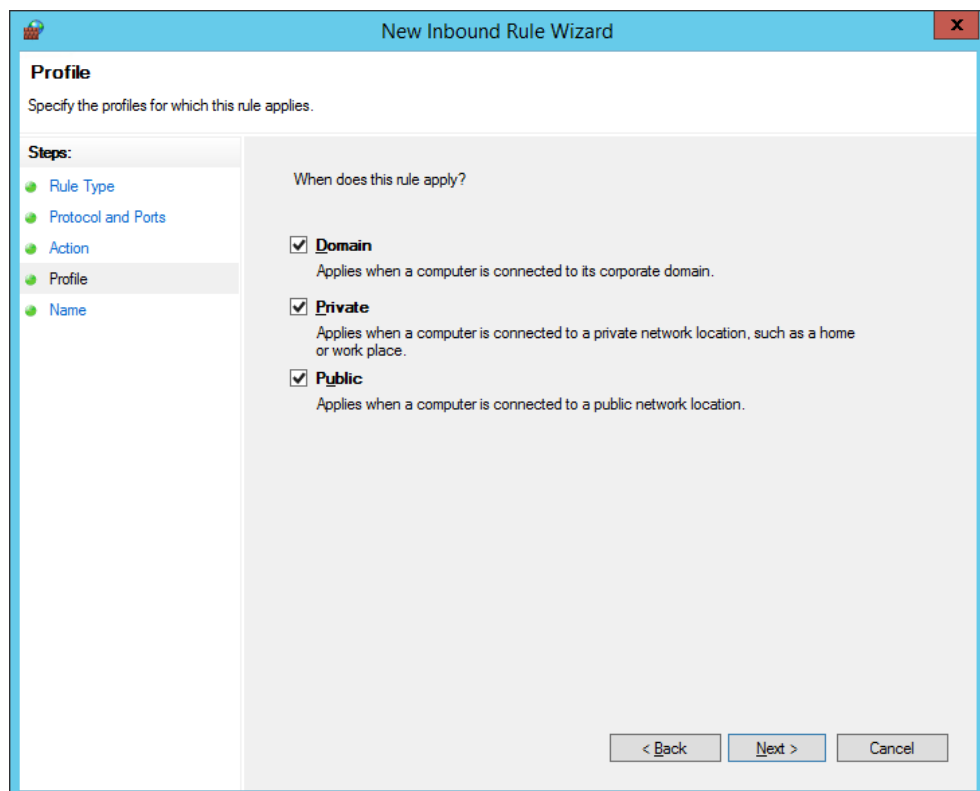 New Inbound Rule Wizard
x
Profile
Specify the profiles for which this rule applies.
Steps:
Rule Type
Protocol and Ports
Action
Profile
Name
When does this rule apply?
Domain
Applies when a computer is connected to its corporate domain.
Private
Applies when a computer is connected to a private network location, such as a home
or work place.
Public
Applies when a computer is connected to a public network location.
< Back
Next >
Cancel